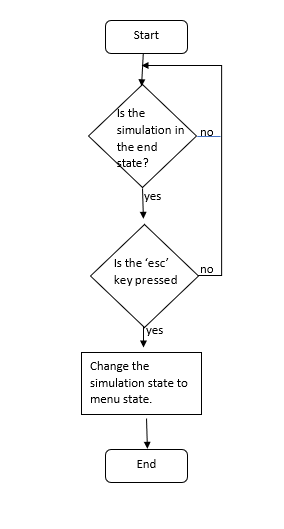 Start
Is the
simulation in
the end
state?
no
yes
Is the ‘esc’
key pressed
no
yes
Change the
simulation state to
menu state.
End